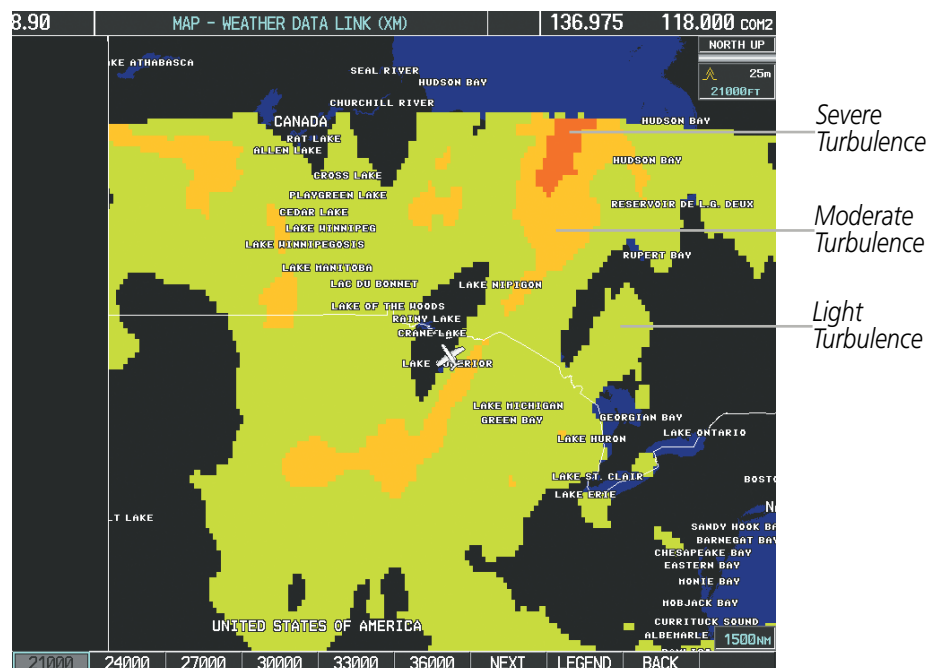 8.90 MAP – WEATHER DATA LINK (XM) 136.975 118.000 COM2
NORTH UP
25m
21000FT
KE ATHABASCA
SEAL RIVER
HUDSON BAY
CHURCHILL RIVER
CANADA
HUDSON BAY
RAT LAKE
ALLEN LAKE
HUDSON BAY
CROSS LAKE
PLAYGREEN LAKE
RESERVOIR DE L.G. DEUX
CEDAR LAKE
LAKE WINNIPEG
LAKE WINNIPEGOSIS
RUPERT BAY
LAKE MANITOBA
LAC DU BONNET
LAKE NIPIGON
LAKE OF THE WOODS
RAINY LAKE
CRANE LAKE
LAKE SUPERIOR
LAKE MICHIGAN
GEORGIAN BAY
GREEN BAY
LAKE HURON
LAKE ONTARIO
LAKE ST. CLAIR
BOSTO
LAKE ERIE
NA
LT LAKE
SANDY HOOK BA
BARNEGAT BAY
CHESAPEAKE BAY
EASTERN BAY
MONIE BAY
MOBJACK BAY
CURRITUCK SOUND
UNITED STATES OF AMERICA
ALBEMARLE
1500NM
21000 24000 27000 30000 33000 36000 NEXT LEGEND BACK
Severe
Turbulence
Moderate
Turbulence
Light
Turbulence